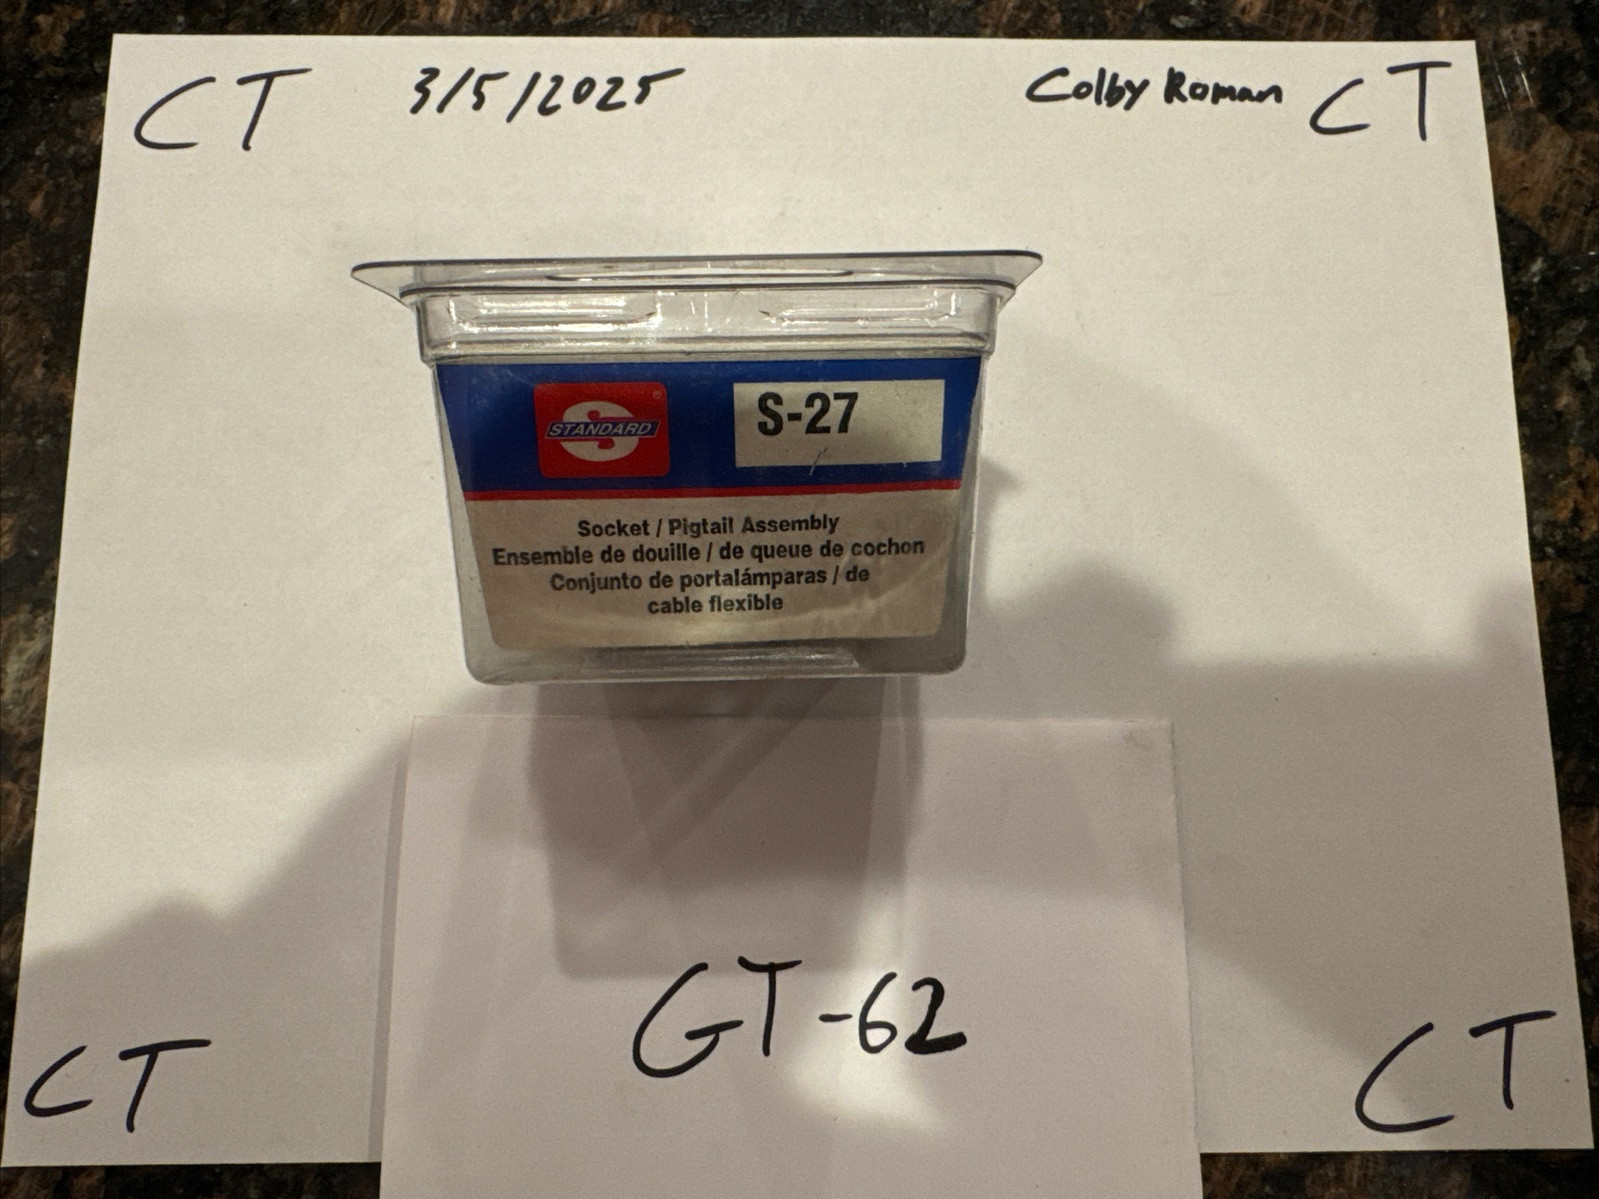 CT 3/5/2025 Colby Roman CT
STANDARD®
S-27
Socket / Pigtail Assembly
Ensemble de douille / de queue de cochon
Conjunto de portalámparas / de
cable flexible
GT-62
CT CT